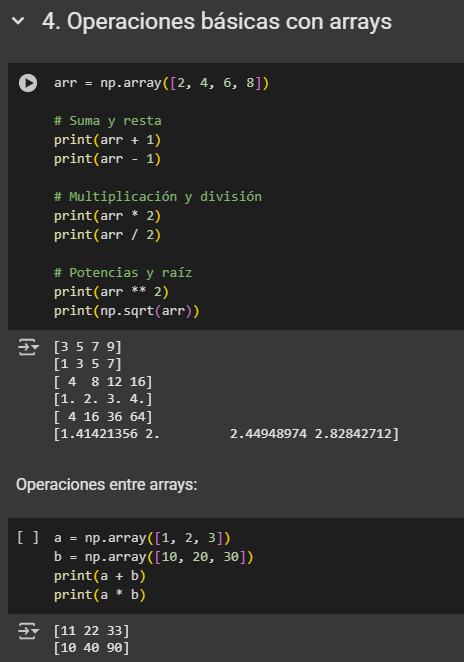 4. Operaciones básicas con arrays
arr = np.array([2, 4, 6, 8])
# Suma y resta
print(arr + 1)
print(arr - 1)
# Multiplicación y división
print(arr * 2)
print(arr / 2)
# Potencias y raíz
print(arr ** 2)
print(np.sqrt(arr))
[3 5 7 9]
[1 3 5 7]
[ 4  8 12 16]
[1. 2. 3. 4.]
[ 4 16 36 64]
[1.41421356 2.         2.44948974 2.82842712]
Operaciones entre arrays:
[ ] a = np.array([1, 2, 3])
b = np.array([10, 20, 30])
print(a + b)
print(a * b)
[11 22 33]
[10 40 90]